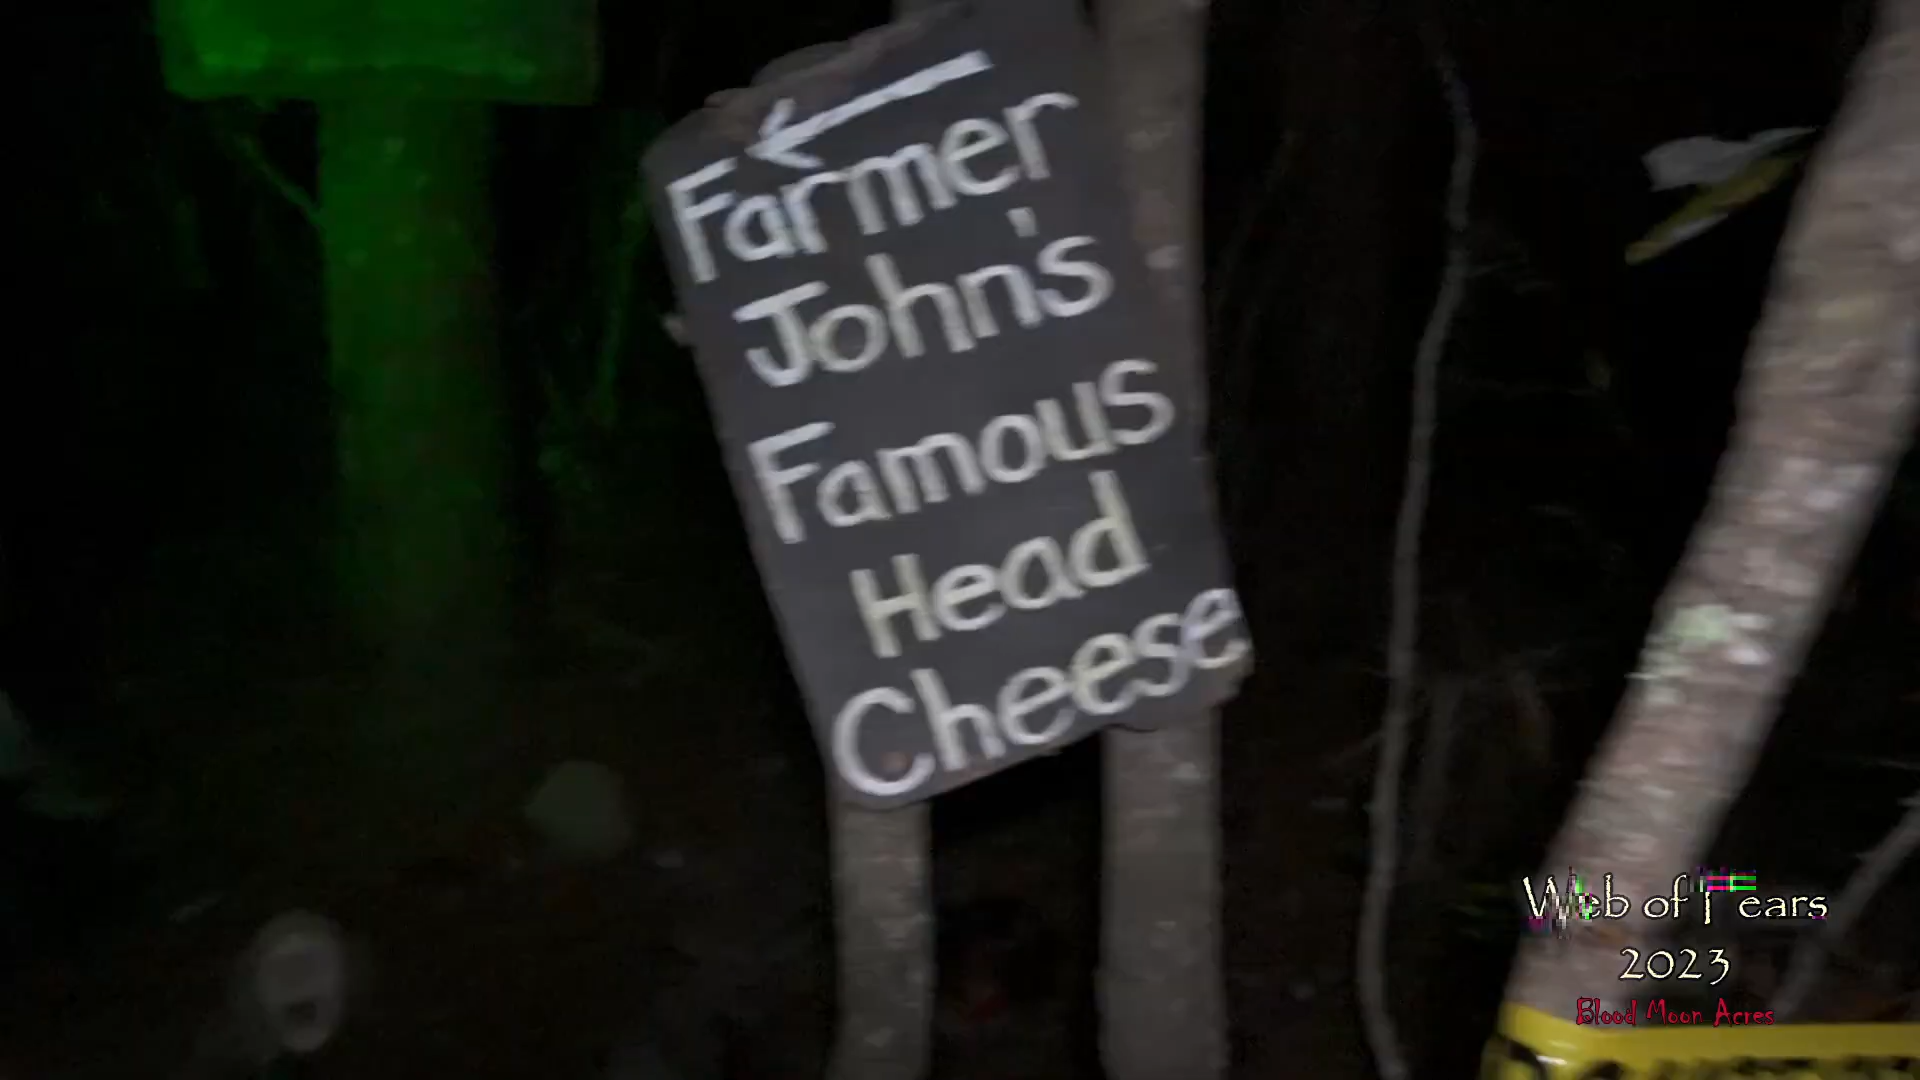 Farmer
John's
Famous
Head
Cheese
Web of Fears
2023
Blood Moon Acres